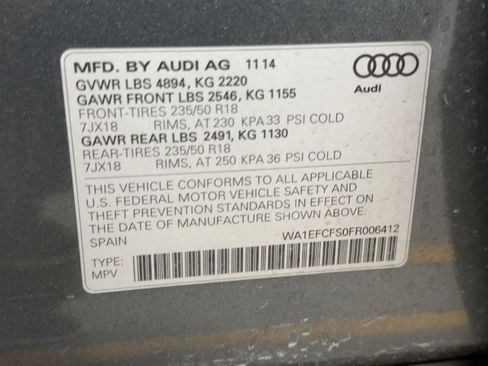 MFD. BY AUDI AG 11 14
GVWR LBS 4894, KG 2220
GAWR FRONT LBS 2546, KG 1155
FRONT-TIRES 235/50 R18
7JX18 RIMS, AT 230 KPA 33 PSI COLD
GAWR REAR LBS 2491, KG 1130
REAR-TIRES 235/50 R18
7JX18 RIMS, AT 250 KPA 36 PSI COLD
Audi
THIS VEHICLE CONFORMS TO ALL APPLICABLE
U.S. FEDERAL MOTOR VEHICLE SAFETY AND
THEFT PREVENTION STANDARDS IN EFFECT ON
THE DATE OF MANUFACTURE SHOWN ABOVE.
SPAIN WA1EFCFS0FR006412
TYPE:
MPV